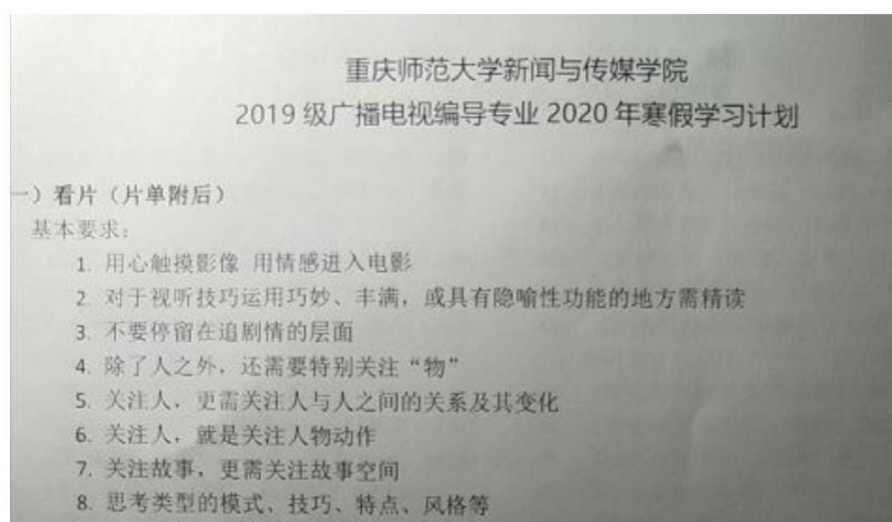 重庆师范大学新闻与传媒学院
2019 级广播电视编导专业 2020 年寒假学习计划
一）看片（片单附后）
基本要求：
1. 用心触摸影像 用情感进入电影
2. 对于视听技巧运用巧妙、丰满，或具有隐喻性功能的地方需精读
3. 不要停留在追剧情的层面
4. 除了人之外，还需要特别关注“物”
5. 关注人，更需关注人与人之间的关系及其变化
6. 关注人，就是关注人物动作
7. 关注故事，更需关注故事空间
8. 思考类型的模式、技巧、特点、风格等